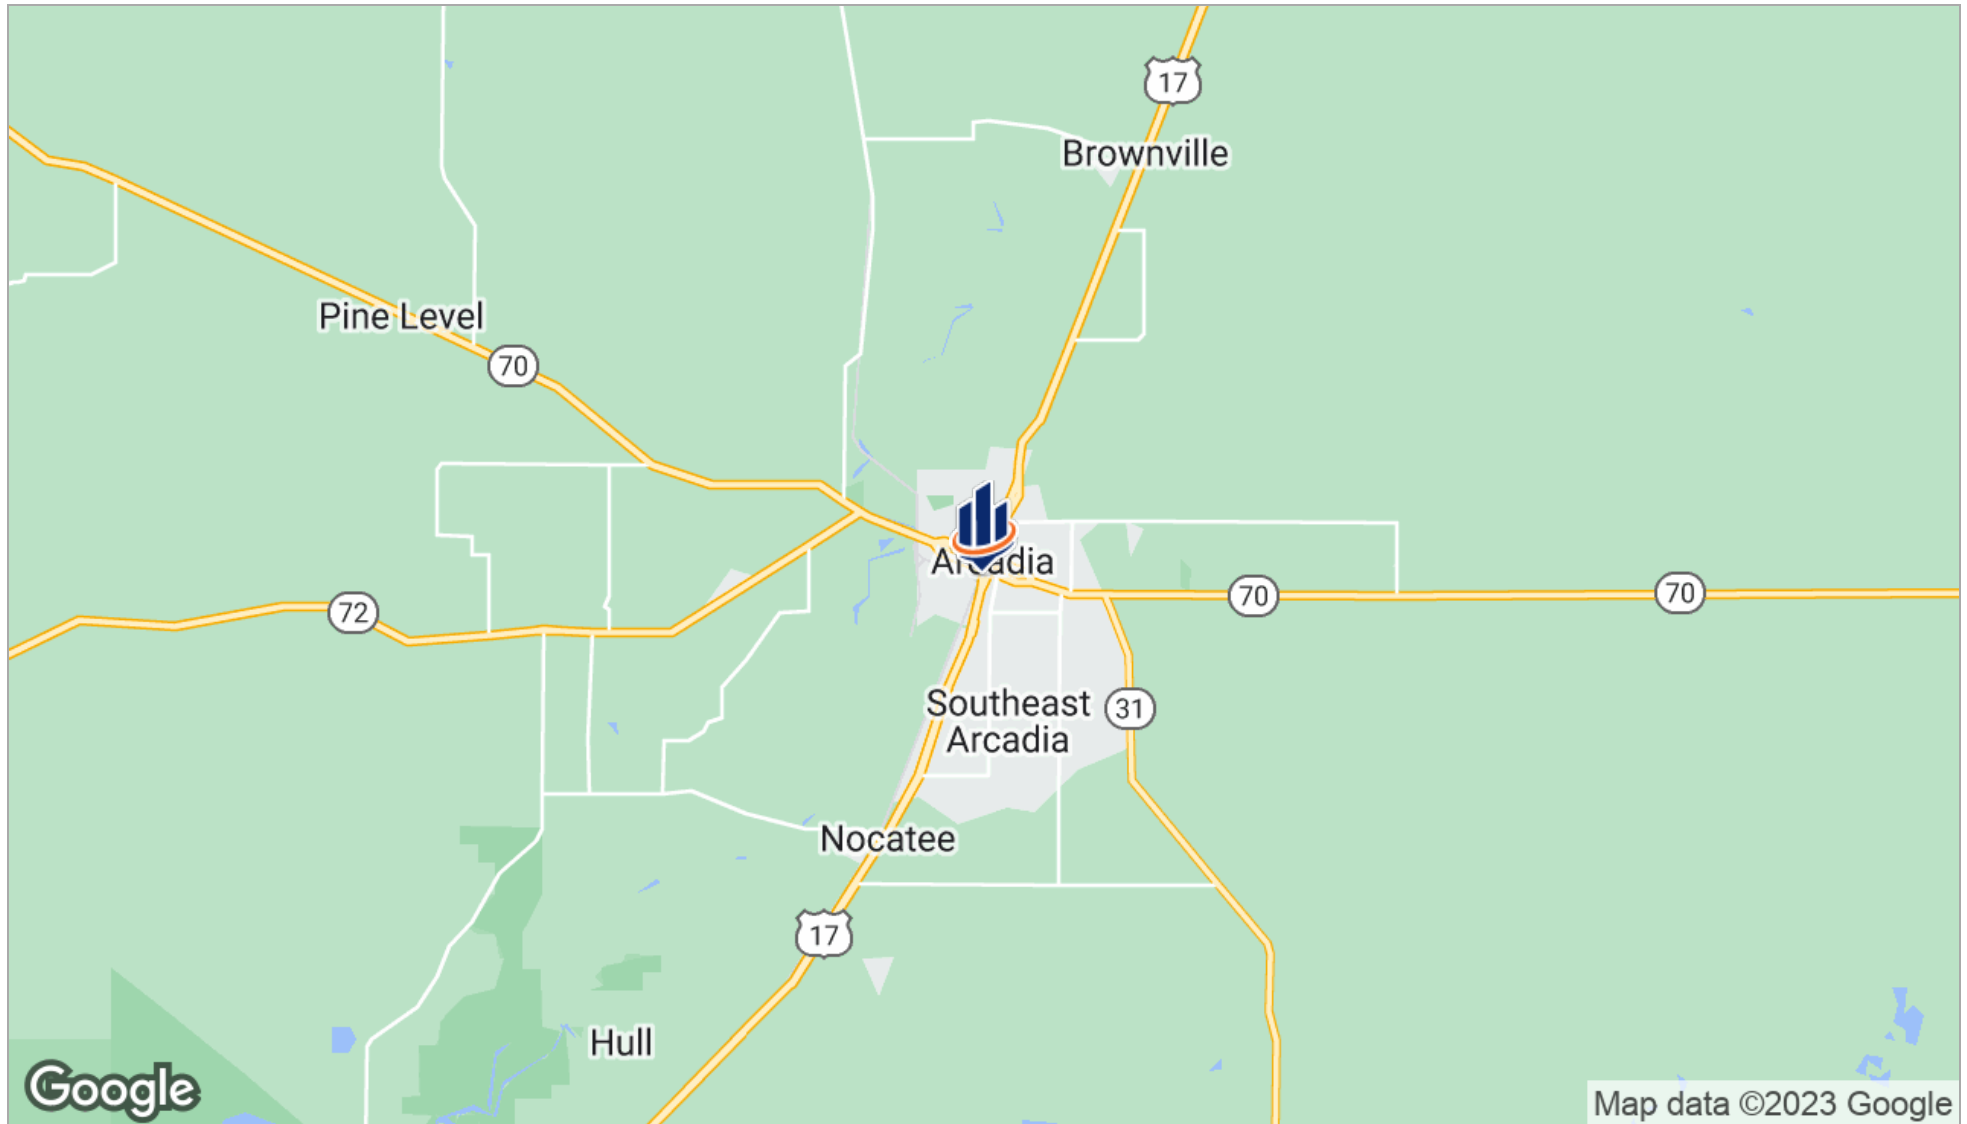 17
Brownville
Pine Level
70
Arcadia
72
70
70
Southeast
Arcadia
31
Nocatee
17
Hull
Google
Map data ©2023 Google